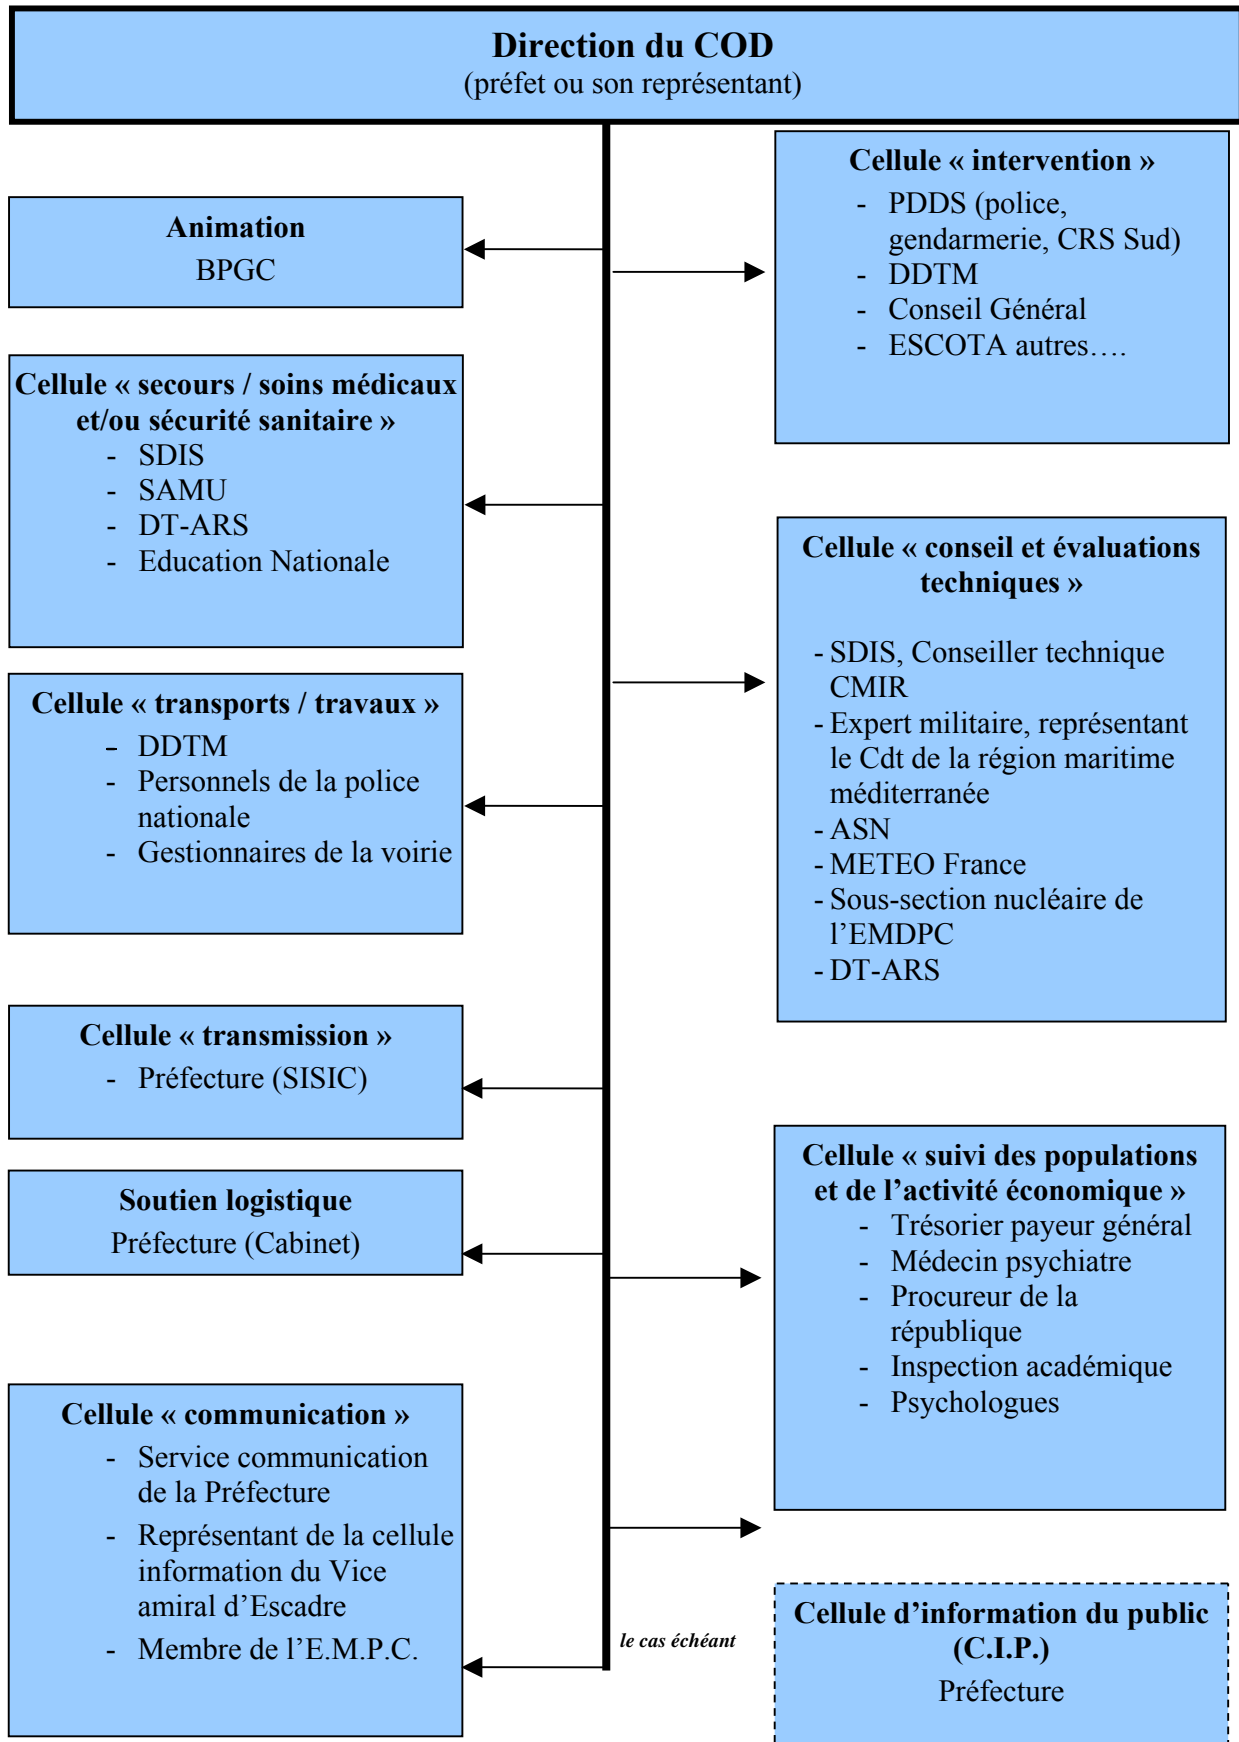 Direction du COD
(préfet ou son représentant)
Animation
BPGC
Cellule « secours / soins médicaux
et/ou sécurité sanitaire »
- SDIS
- SAMU
- DT-ARS
- Education Nationale
Cellule « transports / travaux »
- DDTM
- Personnels de la police
nationale
- Gestionnaires de la voirie
Cellule « transmission »
- Préfecture (SISIC)
Soutien logistique
Préfecture (Cabinet)
Cellule « communication »
- Service communication
de la Préfecture
- Représentant de la cellule
information du Vice
amiral d’Escadre
- Membre de l’E.M.P.C.
Cellule « intervention »
- PDDS (police,
gendarmerie, CRS Sud)
- DDTM
- Conseil Général
- ESCOTA autres….
Cellule « conseil et évaluations
techniques »
- SDIS, Conseiller technique
CMIR
- Expert militaire, représentant
le Cdt de la région maritime
méditerranée
- ASN
- METEO France
- Sous-section nucléaire de
l’EMDPC
- DT-ARS
Cellule « suivi des populations
et de l’activité économique »
- Trésorier payeur général
- Médecin psychiatre
- Procureur de la
république
- Inspection académique
- Psychologues
le cas échéant
Cellule d’information du public
(C.I.P.)
Préfecture